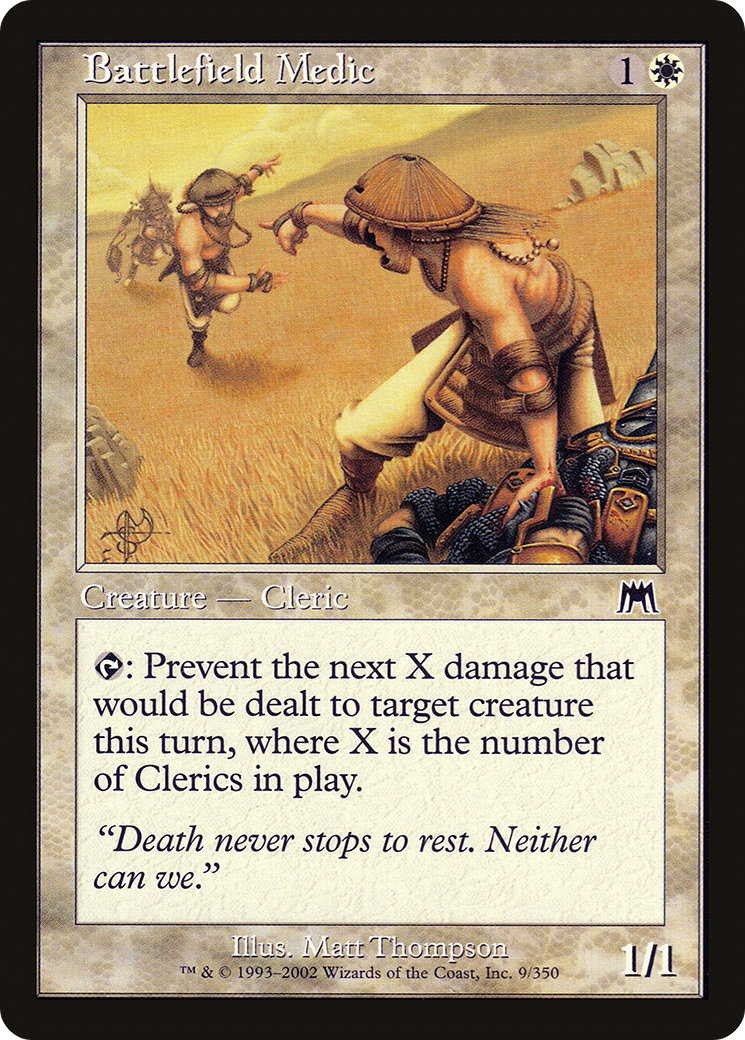 Battlefield Medic
1
Creature — Cleric
: Prevent the next X damage that
would be dealt to target creature
this turn, where X is the number
of Clerics in play.
“Death never stops to rest. Neither
can we.”
Illus. Matt Thompson
™ & © 1993–2002 Wizards of the Coast, Inc. 9/350
1/1